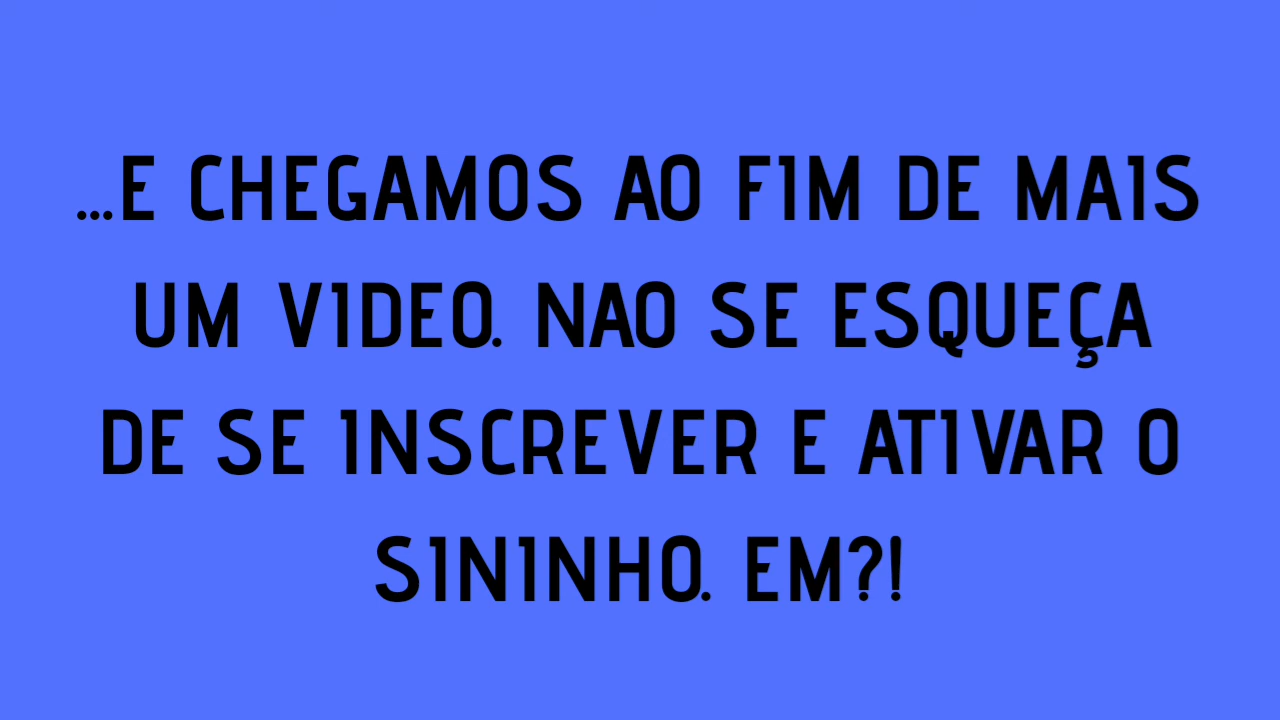 ...E CHEGAMOS AO FIM DE MAIS
UM VIDEO. NAO SE ESQUEÇA
DE SE INSCREVER E ATIVAR O
SININHO. EM?!